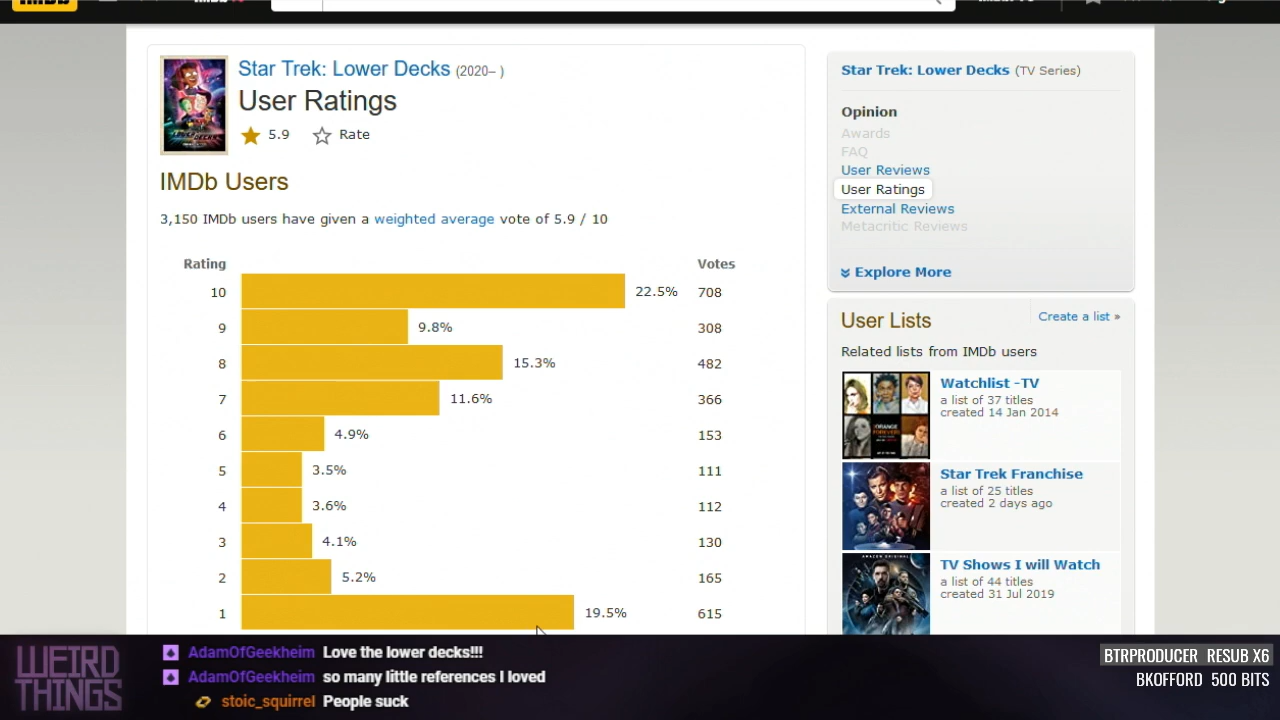 IMDb
Star Trek: Lower Decks (2020– )
User Ratings
5.9 Rate
IMDb Users
3,150 IMDb users have given a weighted average vote of 5.9 / 10
Rating Votes
10 22.5% 708
9 9.8% 308
8 15.3% 482
7 11.6% 366
6 4.9% 153
5 3.5% 111
4 3.6% 112
3 4.1% 130
2 5.2% 165
1 19.5% 615
Star Trek: Lower Decks (TV Series)
Opinion
Awards
FAQ
User Reviews
User Ratings
External Reviews
Metacritic Reviews
Explore More
User Lists
Create a list »
Related lists from IMDb users
Watchlist -TV
a list of 37 titles
created 14 Jan 2014
Star Trek Franchise
a list of 25 titles
created 2 days ago
TV Shows I will Watch
a list of 44 titles
created 31 Jul 2019
WEIRD
THINGS
AdamOfGeekheim Love the lower decks!!!
AdamOfGeekheim so many little references I loved
stoic_squirrel People suck
BTRPRODUCER RESUB X6
BKOFFORD 500 BITS